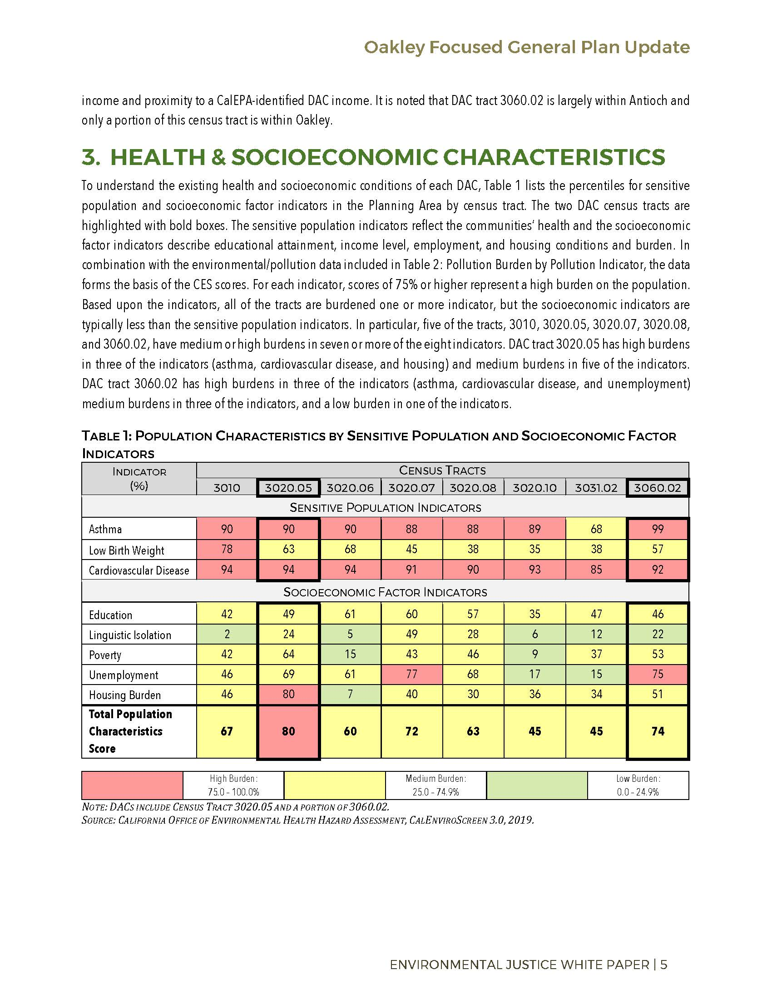 Oakley Focused General Plan Update
income and proximity to a CalEPA-identified DAC income. It is noted that DAC tract 3060.02 is largely within Antioch and
only a portion of this census tract is within Oakley.
3. HEALTH & SOCIOECONOMIC CHARACTERISTICS
To understand the existing health and socioeconomic conditions of each DAC, Table 1 lists the percentiles for sensitive
population and socioeconomic factor indicators in the Planning Area by census tract. The two DAC census tracts are
highlighted with bold boxes. The sensitive population indicators reflect the communities' health and the socioeconomic
factor indicators describe educational attainment, income level, employment, and housing conditions and burden. In
combination with the environmental/pollution data included in Table 2: Pollution Burden by Pollution Indicator, the data
forms the basis of the CES scores. For each indicator, scores of 75% or higher represent a high burden on the population.
Based upon the indicators, all of the tracts are burdened one or more indicator, but the socioeconomic indicators are
typically less than the sensitive population indicators. In particular, five of the tracts, 3010, 3020.05, 3020.07, 3020.08,
and 3060.02, have medium or high burdens in seven or more of the eight indicators. DAC tract 3020.05 has high burdens
in three of the indicators (asthma, cardiovascular disease, and housing) and medium burdens in five of the indicators.
DAC tract 3060.02 has high burdens in three of the indicators (asthma, cardiovascular disease, and unemployment)
medium burdens in three of the indicators, and a low burden in one of the indicators.
TABLE 1: POPULATION CHARACTERISTICS BY SENSITIVE POPULATION AND SOCIOECONOMIC FACTOR
INDICATORS
INDICATOR (%) CENSUS TRACTS
3010 3020.05 3020.06 3020.07 3020.08 3020.10 3031.02 3060.02
SENSITIVE POPULATION INDICATORS
Asthma 90 90 90 88 88 89 68 99
Low Birth Weight 78 63 68 45 38 35 38 57
Cardiovascular Disease 94 94 94 91 90 93 85 92
SOCIOECONOMIC FACTOR INDICATORS
Education 42 49 61 60 57 35 47 46
Linguistic Isolation 2 24 5 49 28 6 12 22
Poverty 42 64 15 43 46 9 37 53
Unemployment 46 69 61 77 68 17 15 75
Housing Burden 46 80 7 40 30 36 34 51
Total Population
Characteristics
Score
67 80 60 72 63 45 45 74
High Burden:
75.0 – 100.0%
Medium Burden:
25.0 – 74.9%
Low Burden:
0.0 – 24.9%
NOTE: DACS INCLUDE CENSUS TRACT 3020.05 AND A PORTION OF 3060.02.
SOURCE: CALIFORNIA OFFICE OF ENVIRONMENTAL HEALTH HAZARD ASSESSMENT, CALENVIROSCREEN 3.0, 2019.
ENVIRONMENTAL JUSTICE WHITE PAPER | 5